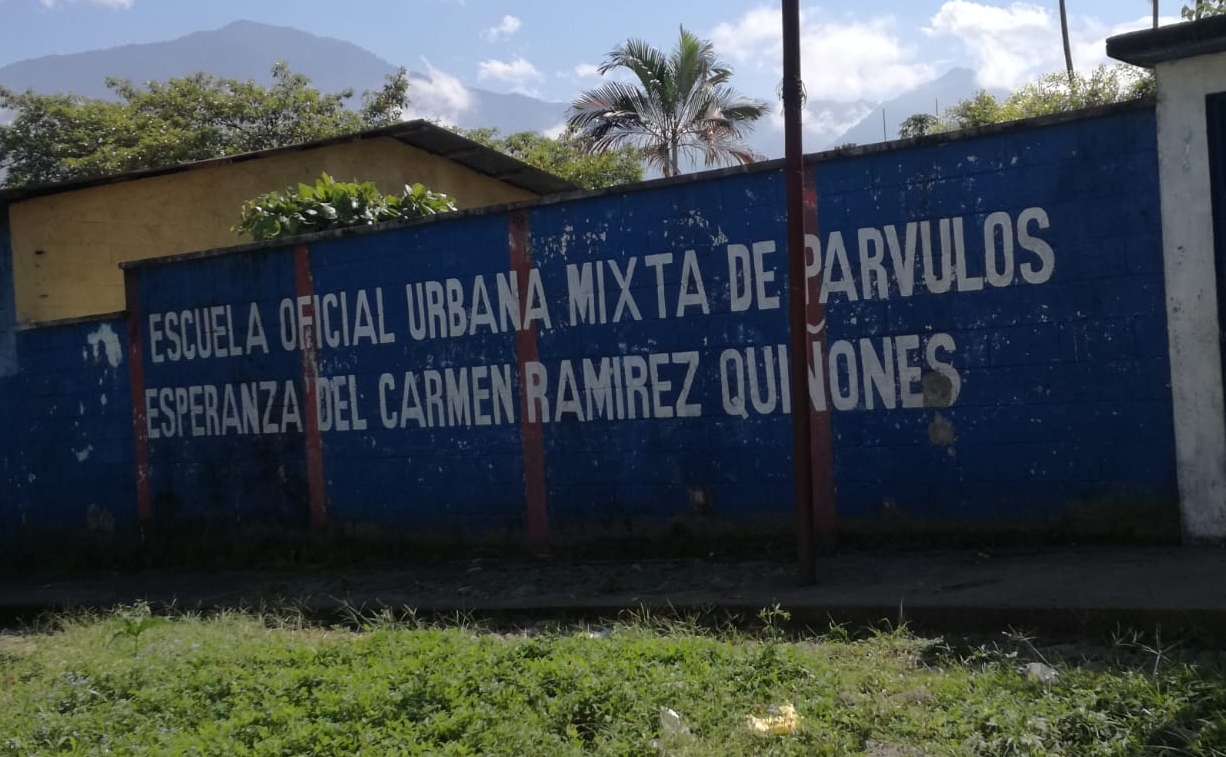 ESCUELA OFICIAL URBANA MIXTA DE PARVULOS
ESPERANZA DEL CARMEN RAMIREZ QUIÑONES